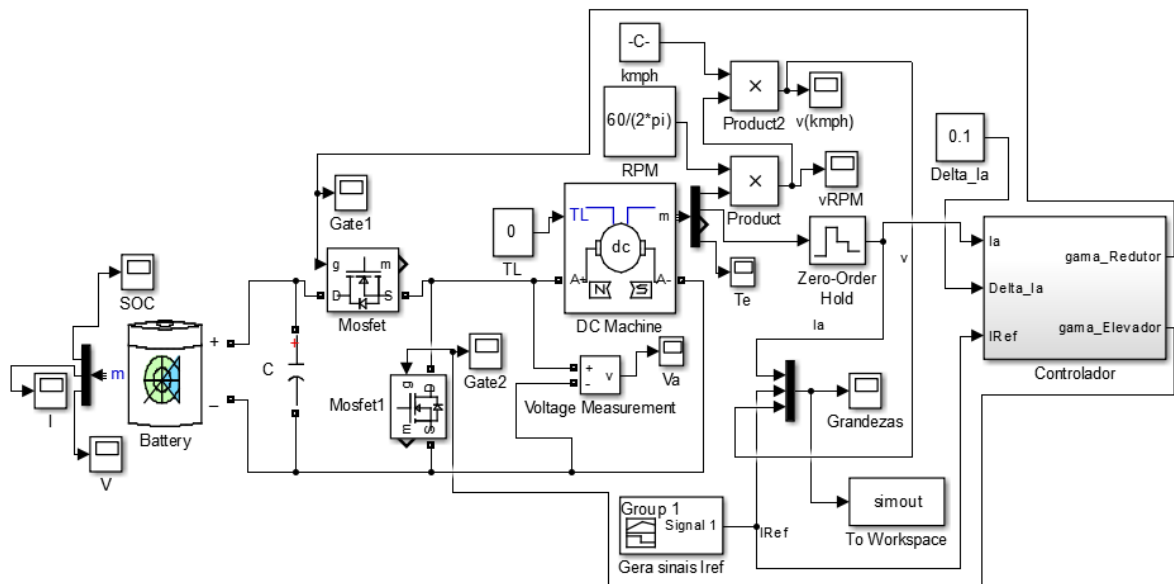 -C-
kmph
Product2
v(kmph)
60/(2*pi)
RPM
Product
vRPM
0.1
Delta_Ia
Gate1
TL
m
dc
A+
A-
N
S
DC Machine
0
TL
Te
Zero-Order
Hold
v
Ia
Ia
Delta_Ia
IRef
gama_Redutor
gama_Elevador
Controlador
SOC
g
m
D
S
Mosfet
+
m
I
V
Battery
+
_
C
Mosfet1
g
D
m
S
Gate2
+
-
v
Voltage Measurement
Va
Grandezas
simout
To Workspace
Group 1
Signal 1
Gera sinais Iref
IRef